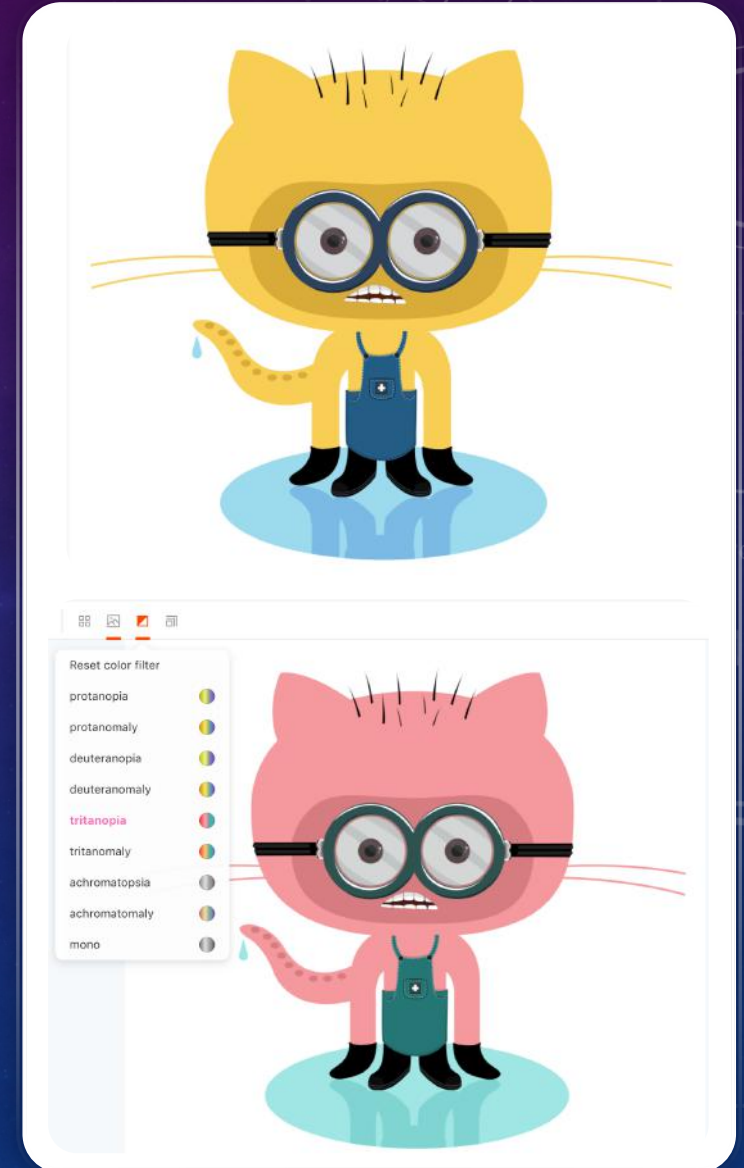 Reset color filter
protanopia
protanomaly
deuteranopia
deuteranomaly
tritanopia
tritanomaly
achromatopsia
achromatomaly
mono